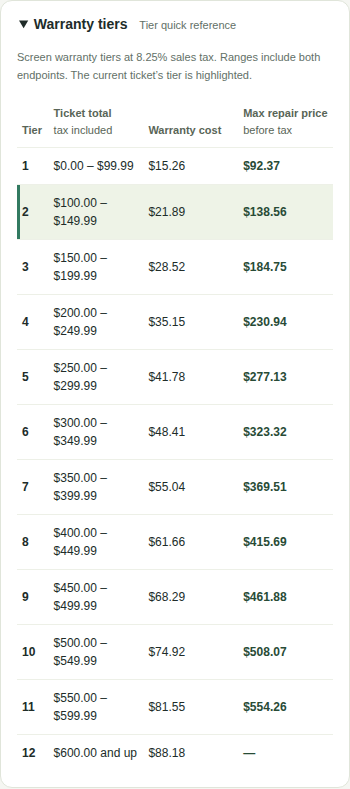 ▼ Warranty tiers Tier quick reference
Screen warranty tiers at 8.25% sales tax. Ranges include both
endpoints. The current ticket’s tier is highlighted.
Tier Ticket total tax included Warranty cost Max repair price before tax
1 $0.00 – $99.99 $15.26 $92.37
2 $100.00 – $149.99 $21.89 $138.56
3 $150.00 – $199.99 $28.52 $184.75
4 $200.00 – $249.99 $35.15 $230.94
5 $250.00 – $299.99 $41.78 $277.13
6 $300.00 – $349.99 $48.41 $323.32
7 $350.00 – $399.99 $55.04 $369.51
8 $400.00 – $449.99 $61.66 $415.69
9 $450.00 – $499.99 $68.29 $461.88
10 $500.00 – $549.99 $74.92 $508.07
11 $550.00 – $599.99 $81.55 $554.26
12 $600.00 and up $88.18 —